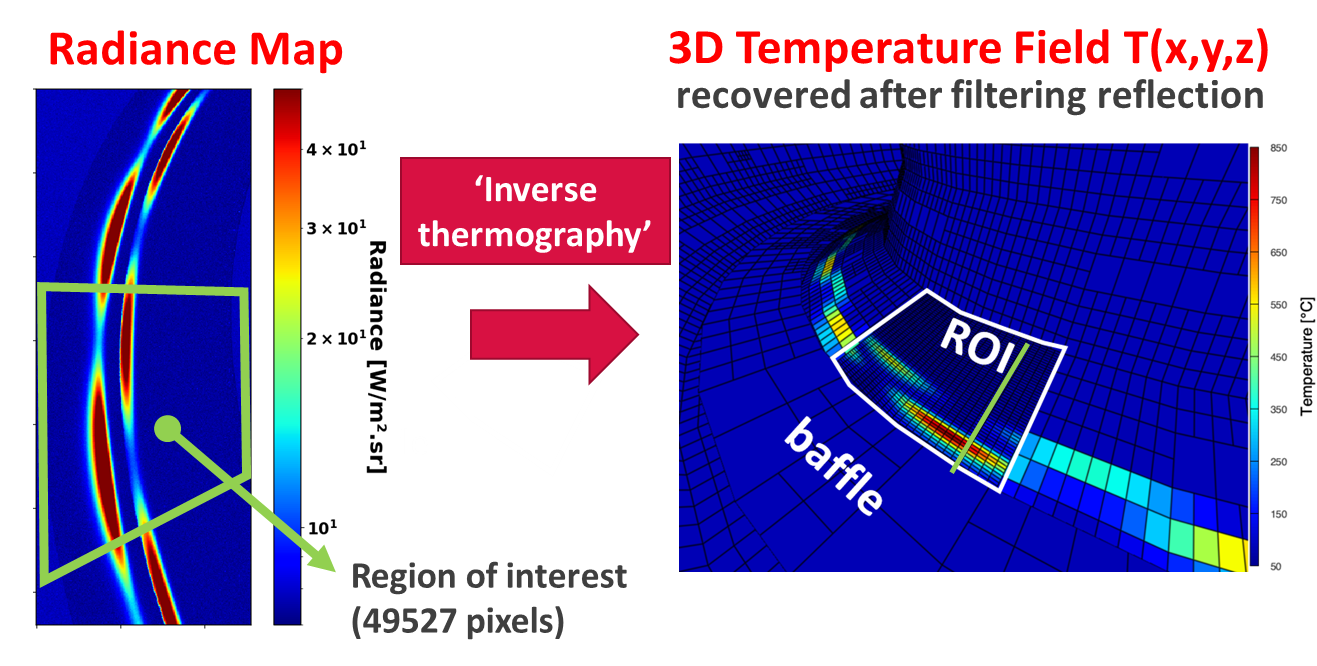 Radiance Map
3D Temperature Field T(x,y,z)
recovered after filtering reflection
4 × 10¹
3 × 10¹
2 × 10¹
10¹
Radiance [W/m².sr]
'Inverse
thermography'
ROI
baffle
850
750
650
550
450
350
250
150
50
Temperature [°C]
Region of interest
(49527 pixels)